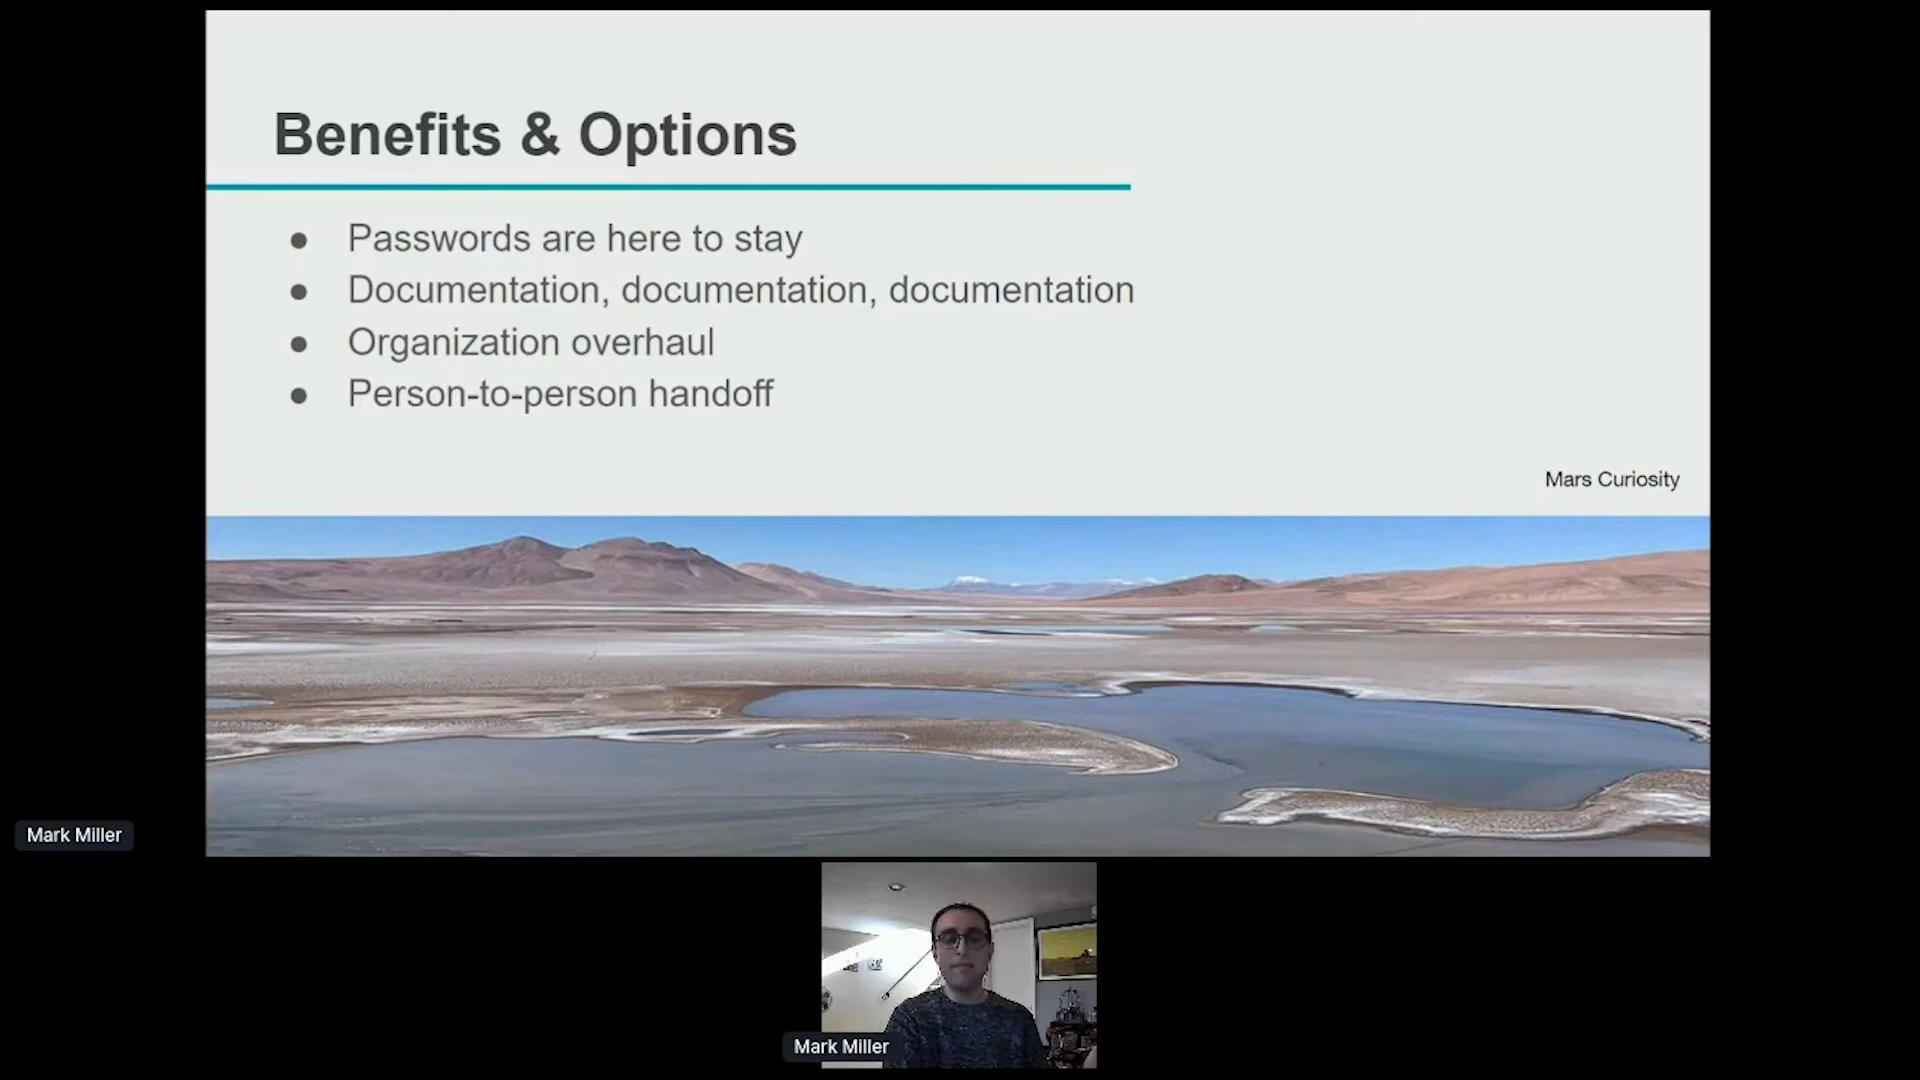 Benefits & Options
Passwords are here to stay
Documentation, documentation, documentation
Organization overhaul
Person-to-person handoff
Mars Curiosity
Mark Miller
Mark Miller